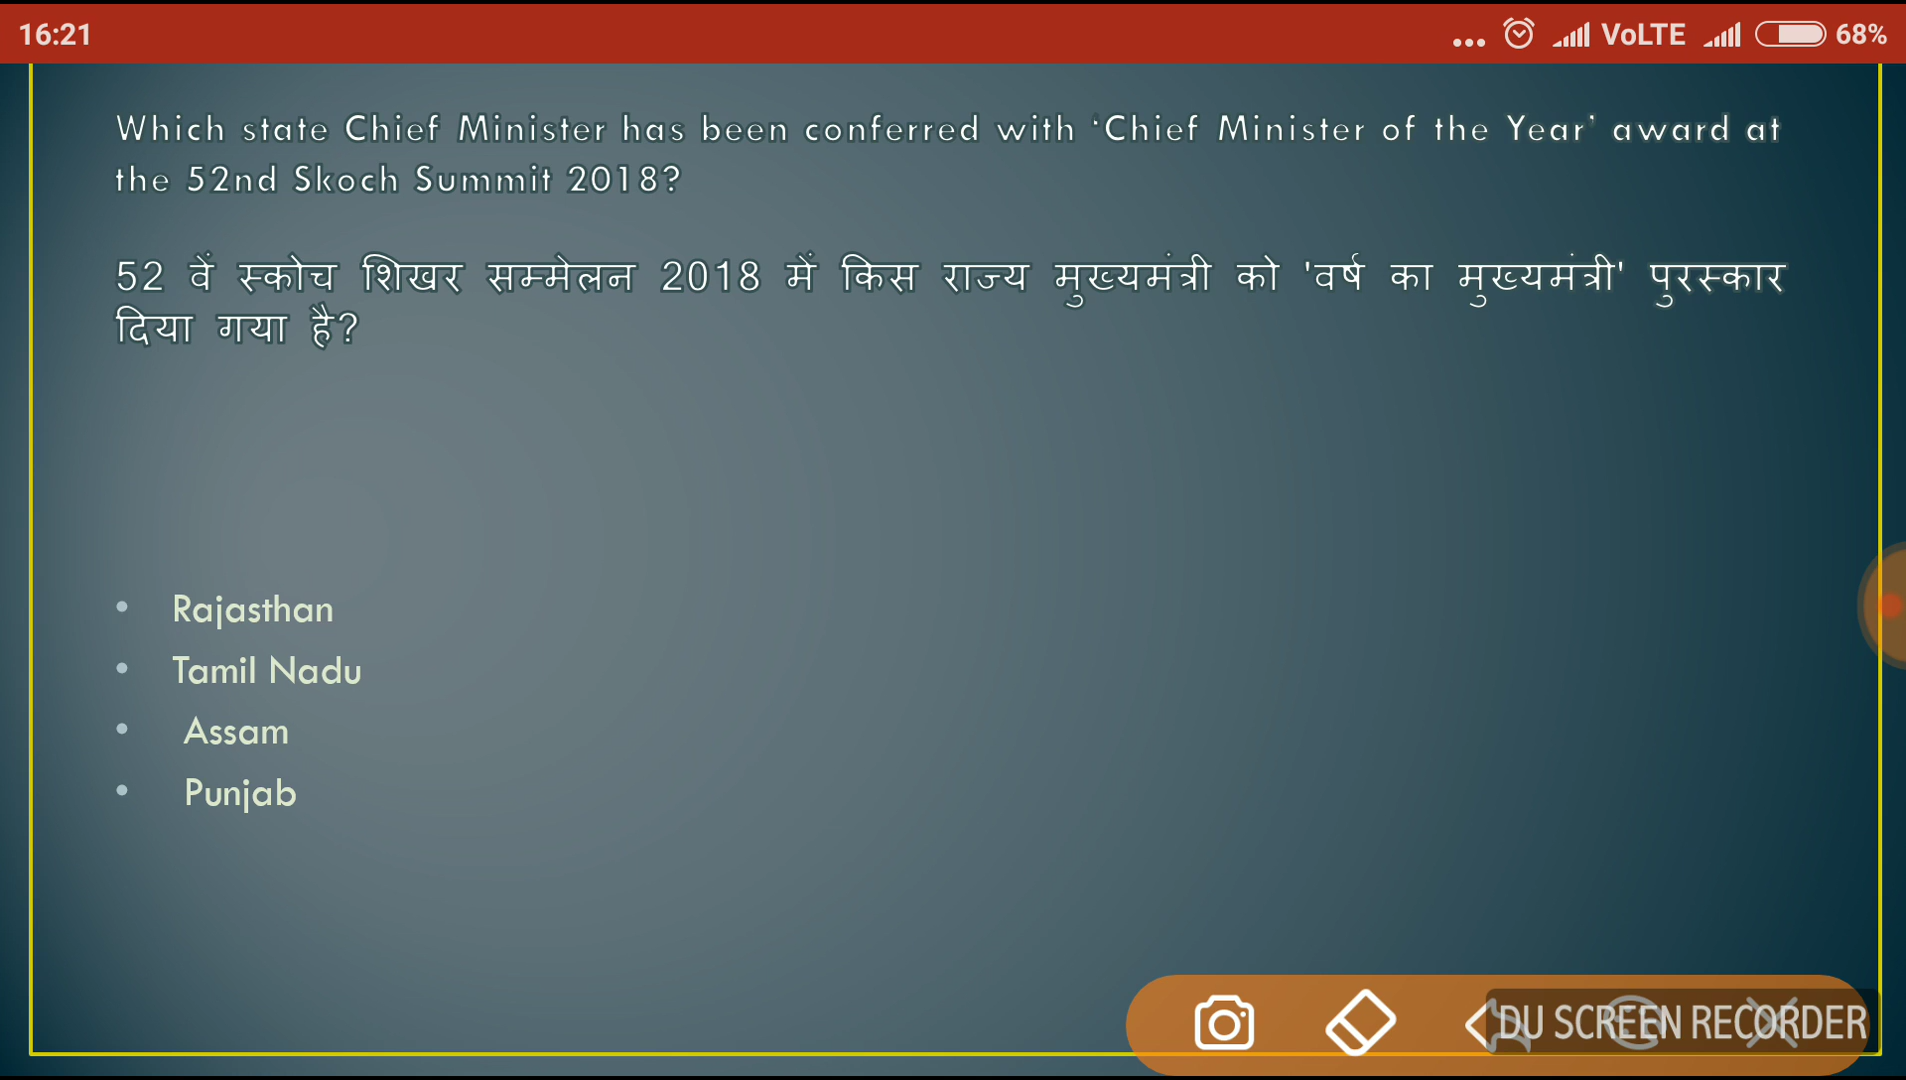 16:21
... VoLTE 68%
Which state Chief Minister has been conferred with ‘Chief Minister of the Year’ award at
the 52nd Skoch Summit 2018?
52 वें स्कोच शिखर सम्मेलन 2018 में किस राज्य मुख्यमंत्री को 'वर्ष का मुख्यमंत्री' पुरस्कार
दिया गया है?
• Rajasthan
• Tamil Nadu
• Assam
• Punjab
DU SCREEN RECORDER